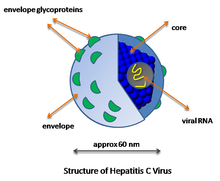 envelope glycoproteins
core
viral RNA
envelope
approx 60 nm
Structure of Hepatitis C Virus